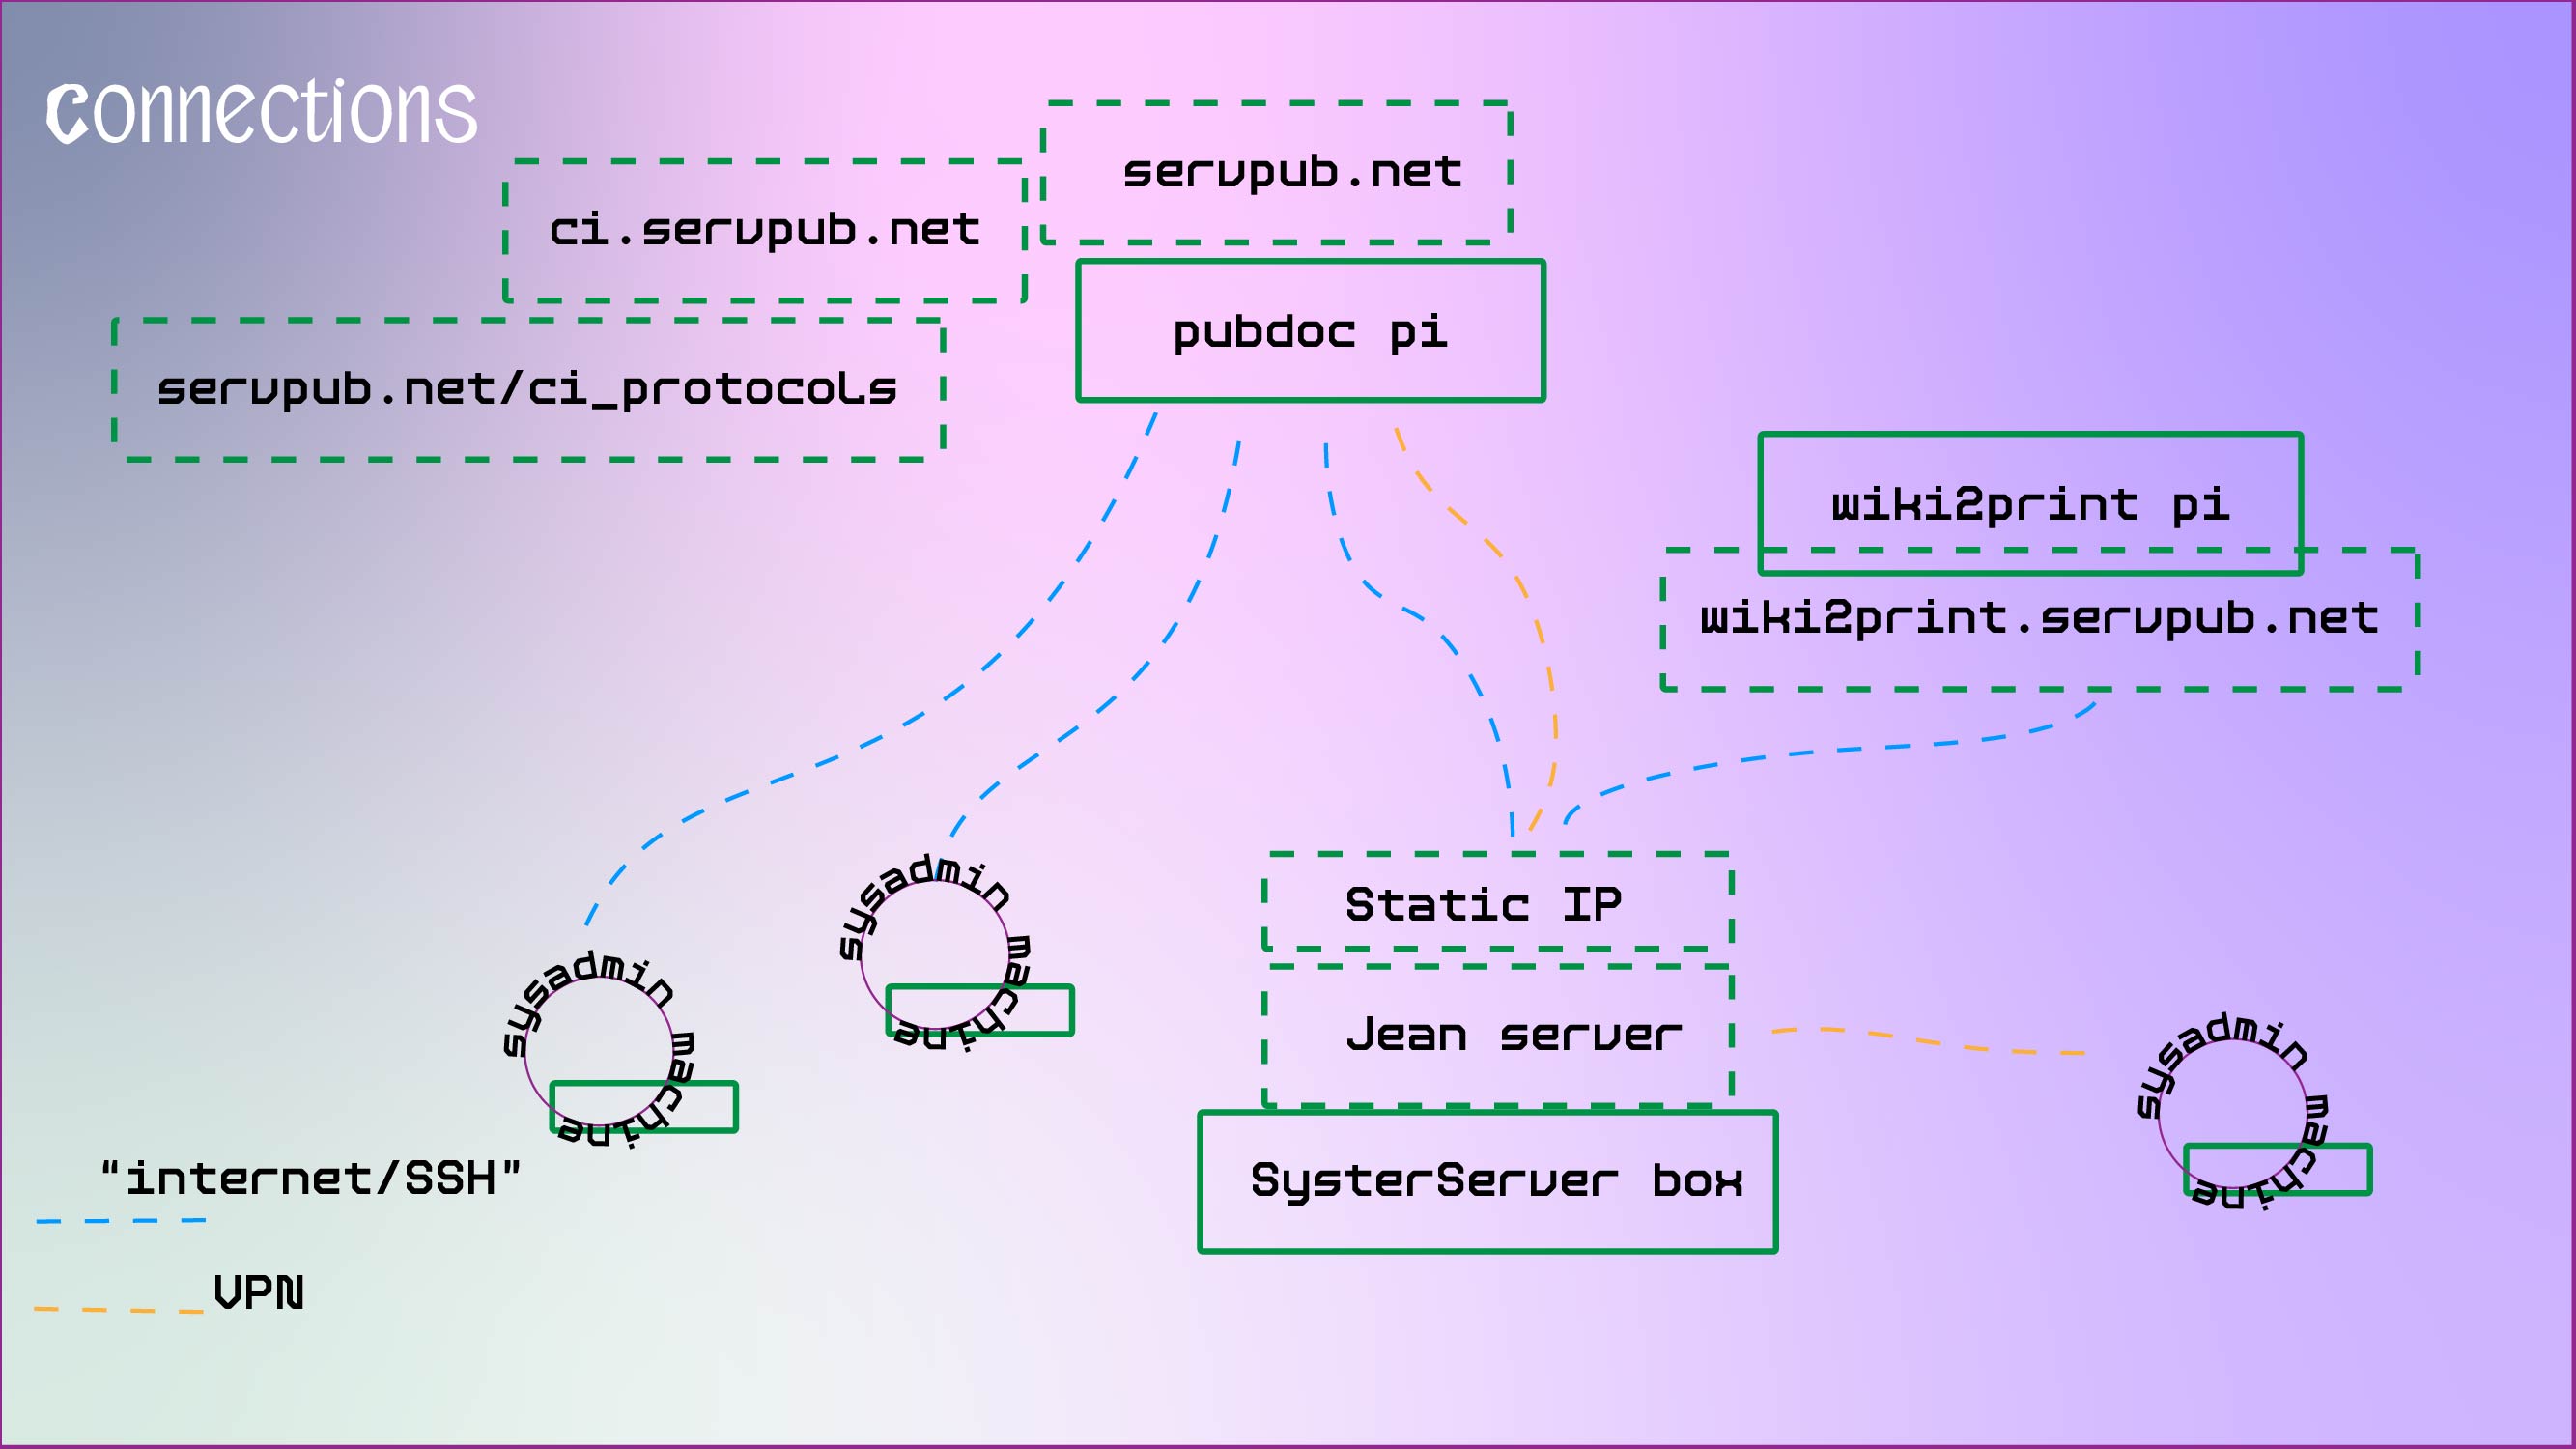 connections
servpub.net
ci.servpub.net
pubdoc pi
servpub.net/ci_protocols
wiki2print pi
wiki2print.servpub.net
Static IP
Jean server
SysterServer box
sysadmin machine
sysadmin machine
sysadmin machine
“internet/SSH”
VPN